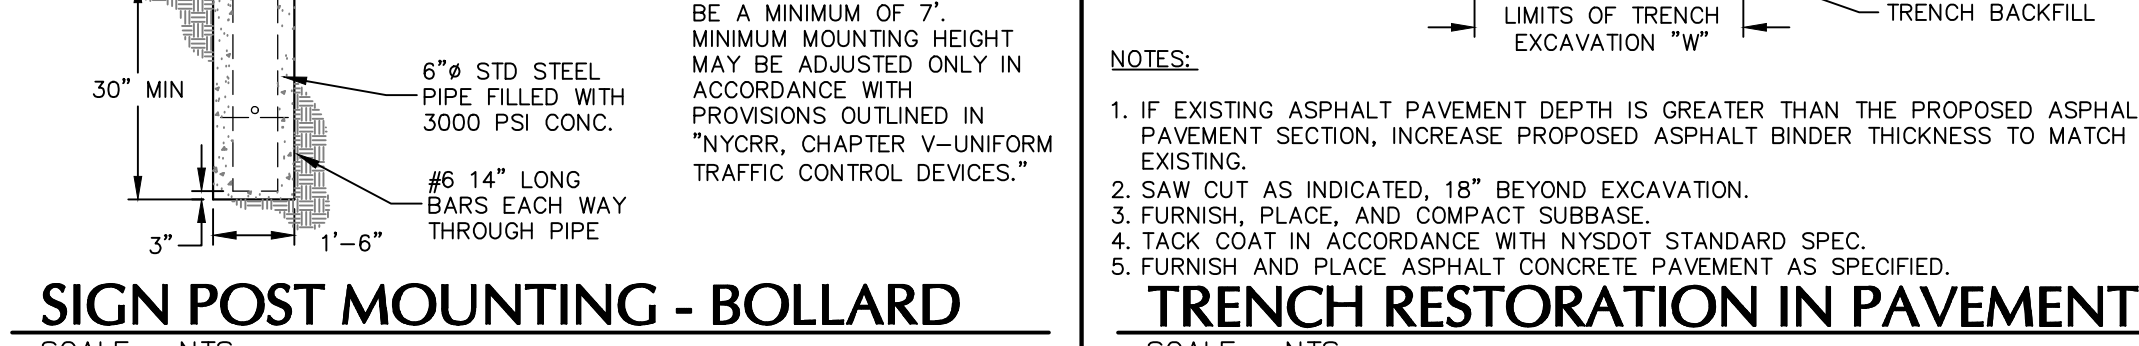 BE A MINIMUM OF 7'.
MINIMUM MOUNTING HEIGHT
MAY BE ADJUSTED ONLY IN
ACCORDANCE WITH
PROVISIONS OUTLINED IN
"NYCRR, CHAPTER V-UNIFORM
TRAFFIC CONTROL DEVICES."
30" MIN
6"ø STD STEEL
PIPE FILLED WITH
3000 PSI CONC.
#6 14" LONG
BARS EACH WAY
THROUGH PIPE
3"
1'-6"
SIGN POST MOUNTING - BOLLARD
SCALE NTS
LIMITS OF TRENCH
EXCAVATION "W"
TRENCH BACKFILL
NOTES:
1. IF EXISTING ASPHALT PAVEMENT DEPTH IS GREATER THAN THE PROPOSED ASPHAL
PAVEMENT SECTION, INCREASE PROPOSED ASPHALT BINDER THICKNESS TO MATCH
EXISTING.
2. SAW CUT AS INDICATED, 18" BEYOND EXCAVATION.
3. FURNISH, PLACE, AND COMPACT SUBBASE.
4. TACK COAT IN ACCORDANCE WITH NYSDOT STANDARD SPEC.
5. FURNISH AND PLACE ASPHALT CONCRETE PAVEMENT AS SPECIFIED.
TRENCH RESTORATION IN PAVEMENT
SCALE NTS